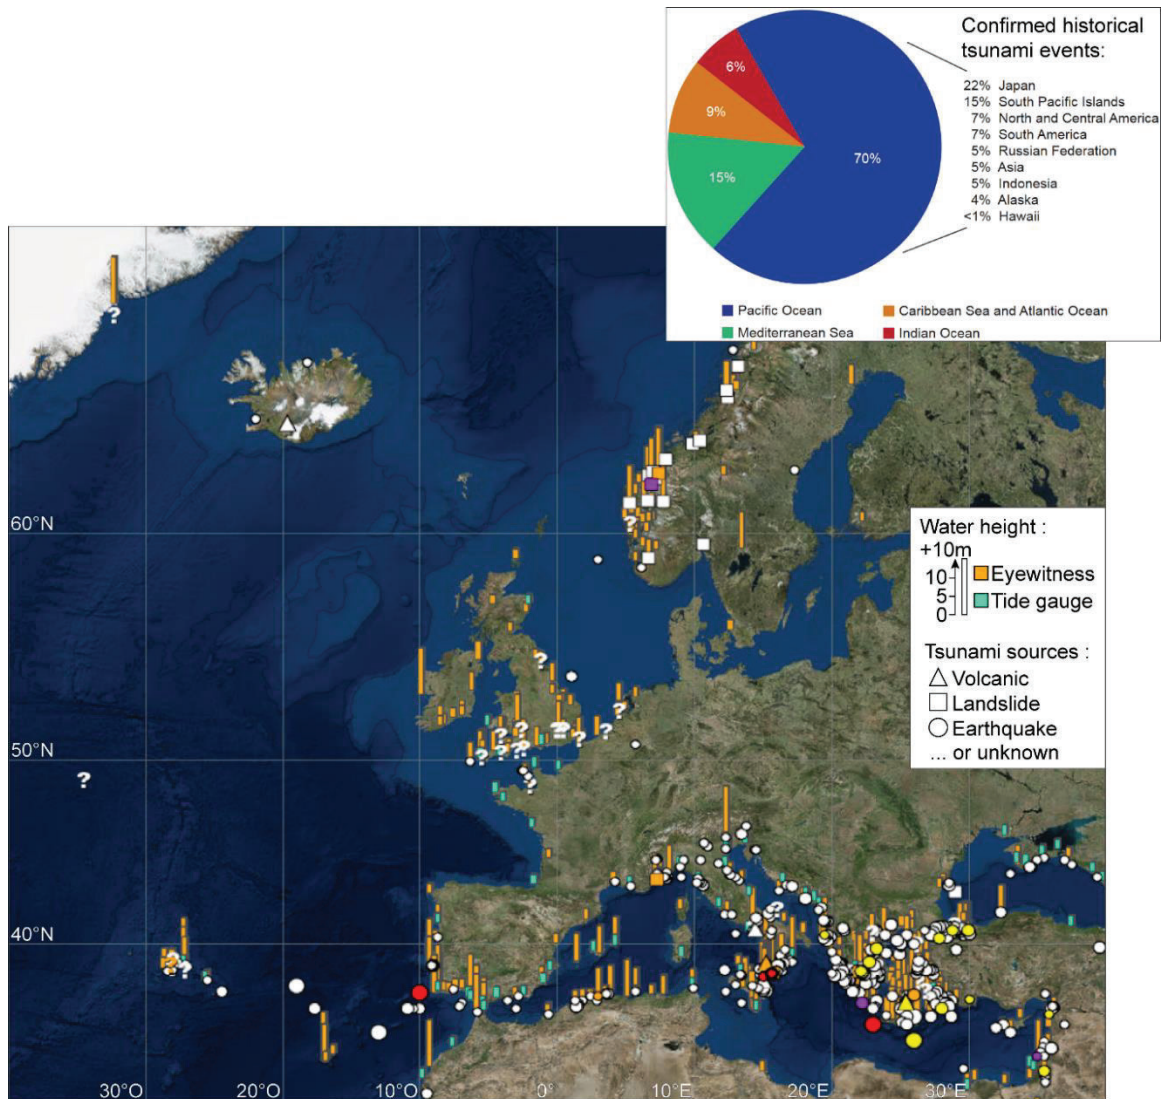 Confirmed historical
tsunami events:
22% Japan
15% South Pacific Islands
7% North and Central America
7% South America
5% Russian Federation
5% Asia
5% Indonesia
4% Alaska
<1% Hawaii
6%
9%
15%
70%
Pacific Ocean
Caribbean Sea and Atlantic Ocean
Mediterranean Sea
Indian Ocean
?
60°N
?
Water height :
+10m
10
5
0
Eyewitness
Tide gauge
Tsunami sources :
Volcanic
Landslide
Earthquake
... or unknown
50°N
?
40°N
30°O
20°O
10°O
0°
10°E
20°E
30°E